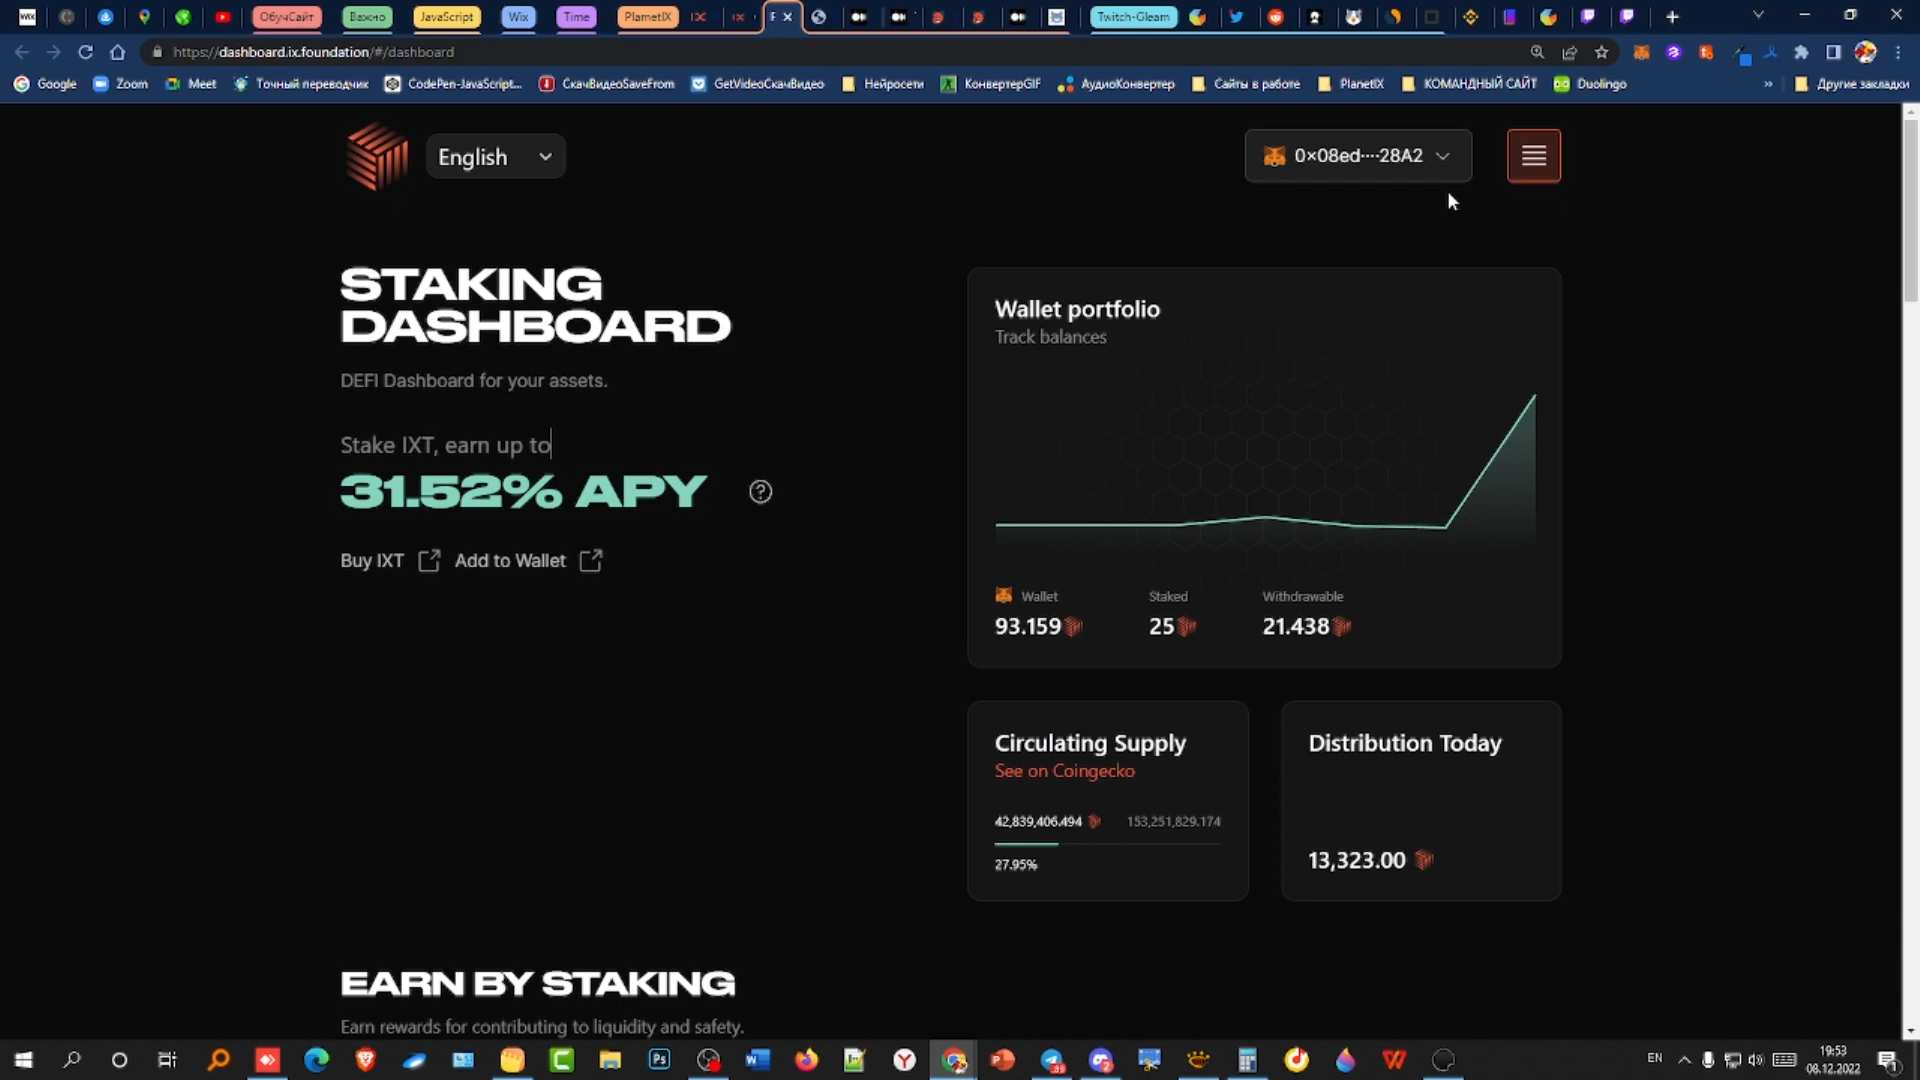 ОбучСайт
Важно
JavaScript
Wix
Time
PlametIX
Twitch-Gleam
https://dashboard.ix.foundation/#/dashboard
Google
Zoom
Meet
Точный переводчик
CodePen-JavaScript...
СкачВидеоSaveFrom
GetVideoСкачВидео
Нейросети
КонвертерGIF
АудиоКонвертер
Сайты в работе
PlanetIX
КОМАНДНЫЙ САЙТ
Duolingo
»
Другие закладки
English
0×08ed····28A2
STAKING
DASHBOARD
DEFI Dashboard for your assets.
Stake IXT, earn up to
31.52% APY
?
Buy IXT
Add to Wallet
Wallet portfolio
Track balances
Wallet
Staked
Withdrawable
93.159
25
21.438
Circulating Supply
See on Coingecko
42,839,406.494
153,251,829.174
27.95%
Distribution Today
13,323.00
EARN BY STAKING
Earn rewards for contributing to liquidity and safety.
EN
19:53
08.12.2022